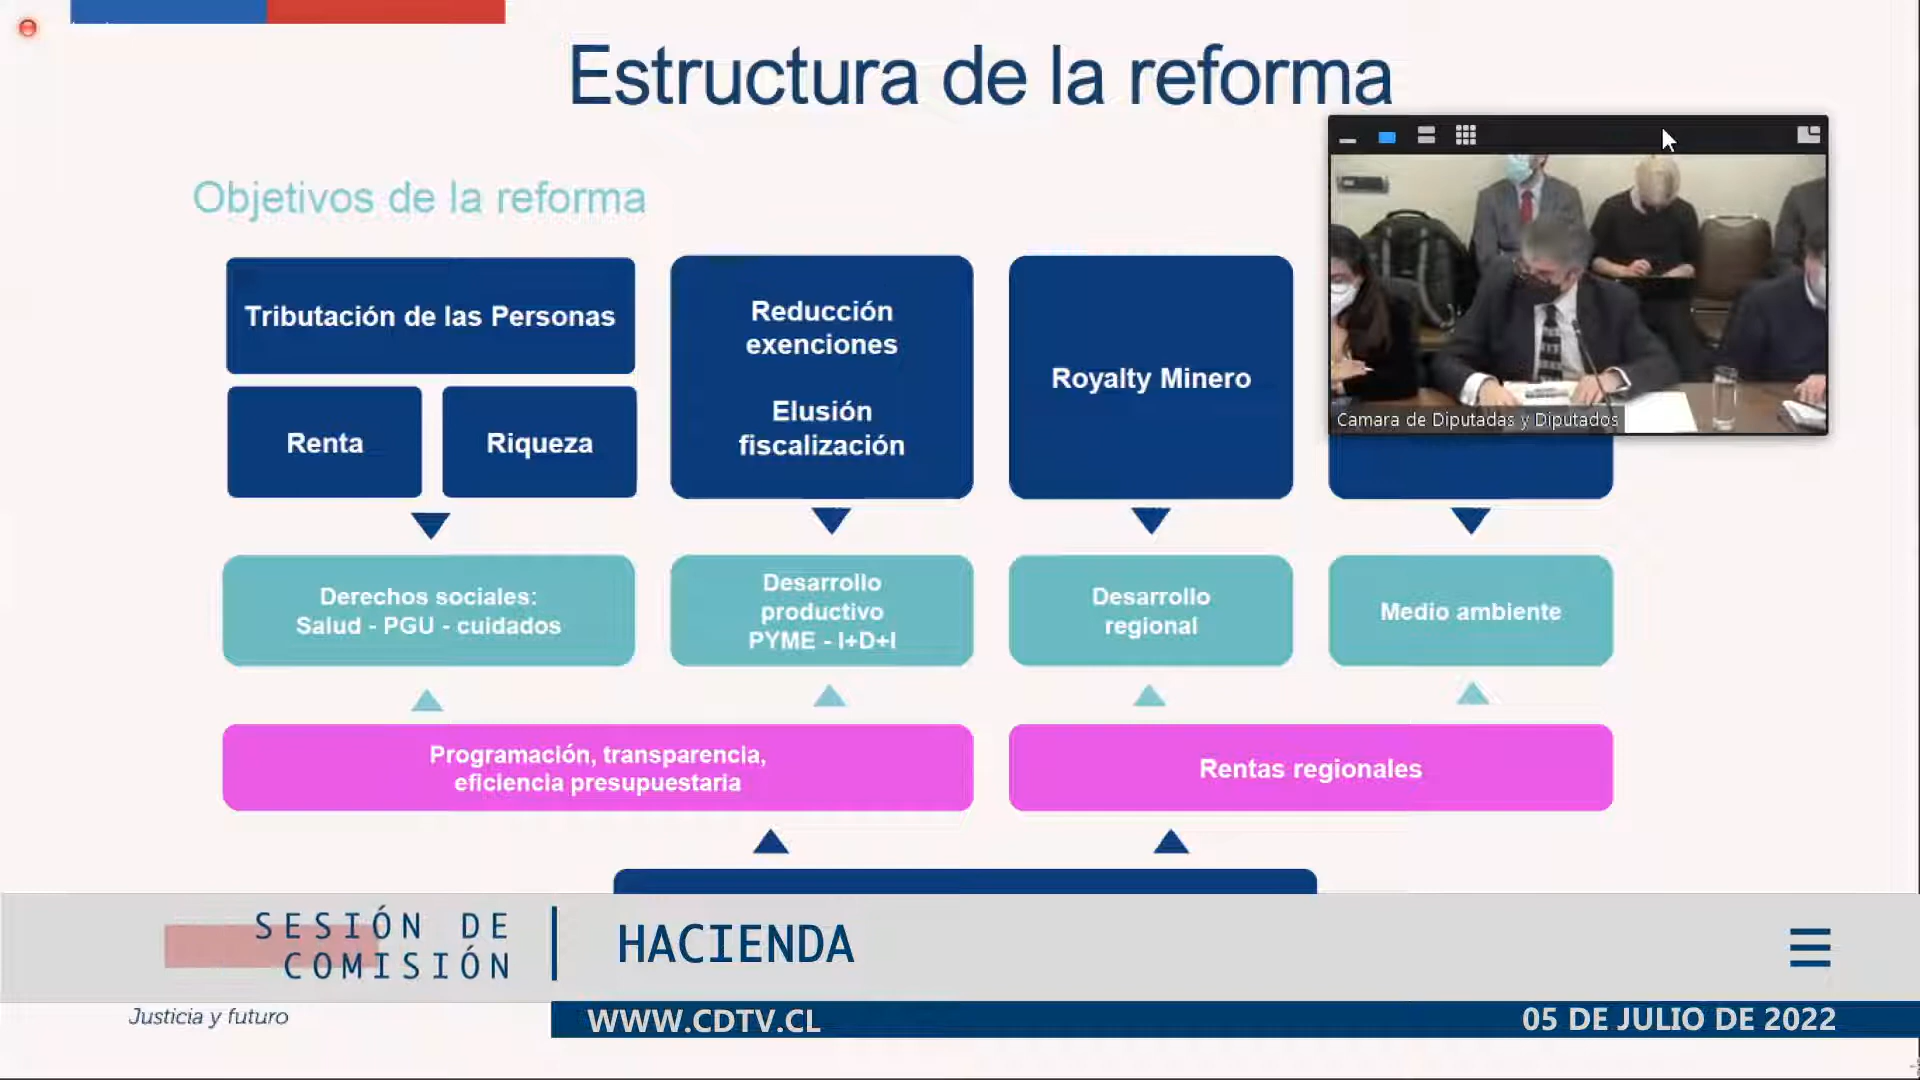 Estructura de la reforma
Objetivos de la reforma
Tributación de las Personas
Renta
Riqueza
Reducción
exenciones
Elusión
fiscalización
Royalty Minero
Camara de Diputadas y Diputados
Derechos sociales:
Salud - PGU - cuidados
Desarrollo
productivo
PYME - I+D+I
Desarrollo
regional
Medio ambiente
Programación, transparencia,
eficiencia presupuestaria
Rentas regionales
SESIÓN DE
COMISIÓN
HACIENDA
Justicia y futuro
WWW.CDTV.CL
05 DE JULIO DE 2022